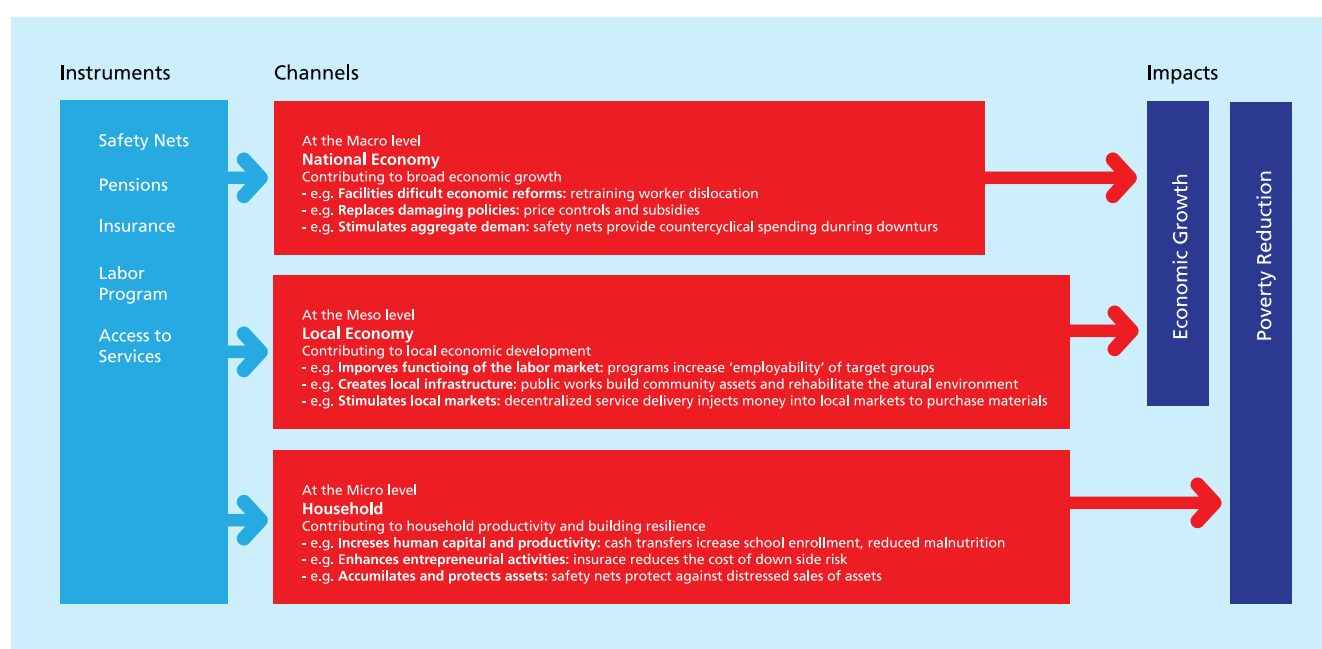 Instruments
Safety Nets
Pensions
Insurance
Labor
Program
Access to
Services
Channels
At the Macro level
National Economy
Contributing to broad economic growth
- e.g. Facilities dificult economic reforms: retraining worker dislocation
- e.g. Replaces damaging policies: price controls and subsidies
- e.g. Stimulates aggregate deman: safety nets provide countercyclical spending dunring downturs
At the Meso level
Local Economy
Contributing to local economic development
- e.g. Imporves functioing of the labor market: programs increase ‘employability’ of target groups
- e.g. Creates local infrastructure: public works build community assets and rehabilitate the atural environment
- e.g. Stimulates local markets: decentralized service delivery injects money into local markets to purchase materials
At the Micro level
Household
Contributing to household productivity and building resilience
- e.g. Increses human capital and productivity: cash transfers ickrease school enrollment, reduced malnutrition
- e.g. Enhances entrepreneurial activities: insurace reduces the cost of down side risk
- e.g. Accumilates and protects assets: safety nets protect against distressed sales of assets
Impacts
Economic Growth
Poverty Reduction